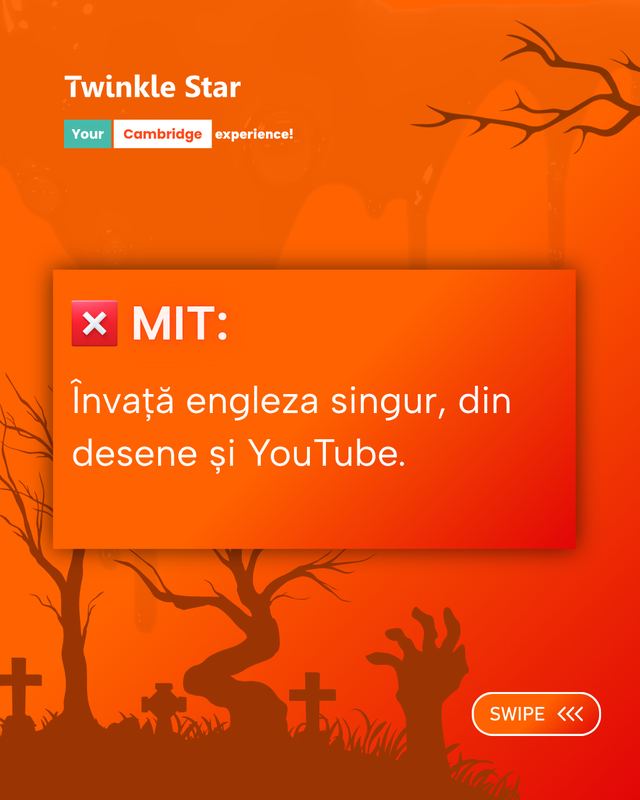 Twinkle Star
Your Cambridge experience!
❌ MIT:
Învață engleza singur, din
desene și YouTube.
SWIPE <<<